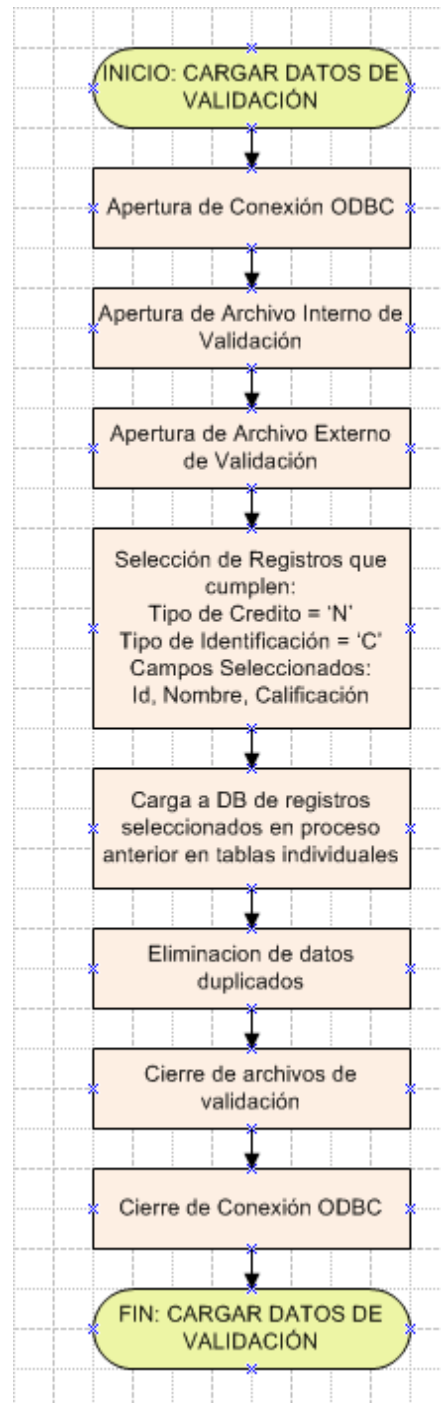 INICIO: CARGAR DATOS DE
VALIDACIÓN
Apertura de Conexión ODBC
Apertura de Archivo Interno de
Validación
Apertura de Archivo Externo
de Validación
Selección de Registros que
cumplen:
Tipo de Credito = ‘N’
Tipo de Identificación = ‘C’
Campos Seleccionados:
Id, Nombre, Calificación
Carga a DB de registros
seleccionados en proceso
anterior en tablas individuales
Eliminacion de datos
duplicados
Cierre de archivos de
validación
Cierre de Conexión ODBC
FIN: CARGAR DATOS DE
VALIDACIÓN